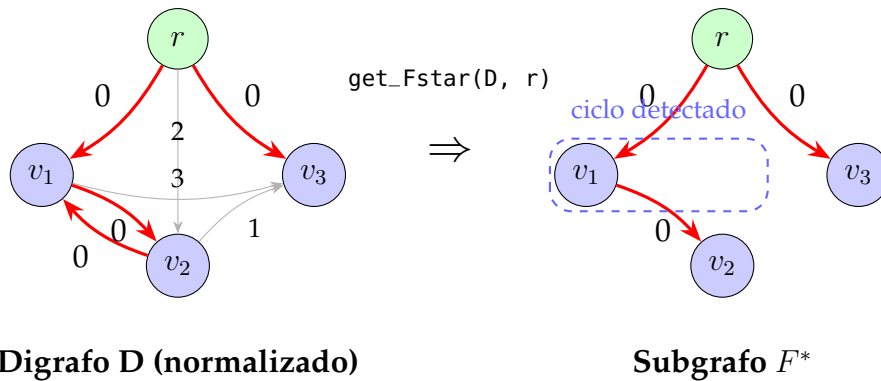 r
0
0
2
3
v1
v3
0
0
1
v2
Digrafo D (normalizado)
get_Fstar(D, r)
⇒
r
0
0
ciclo detectado
v1
v3
0
v2
Subgrafo F*